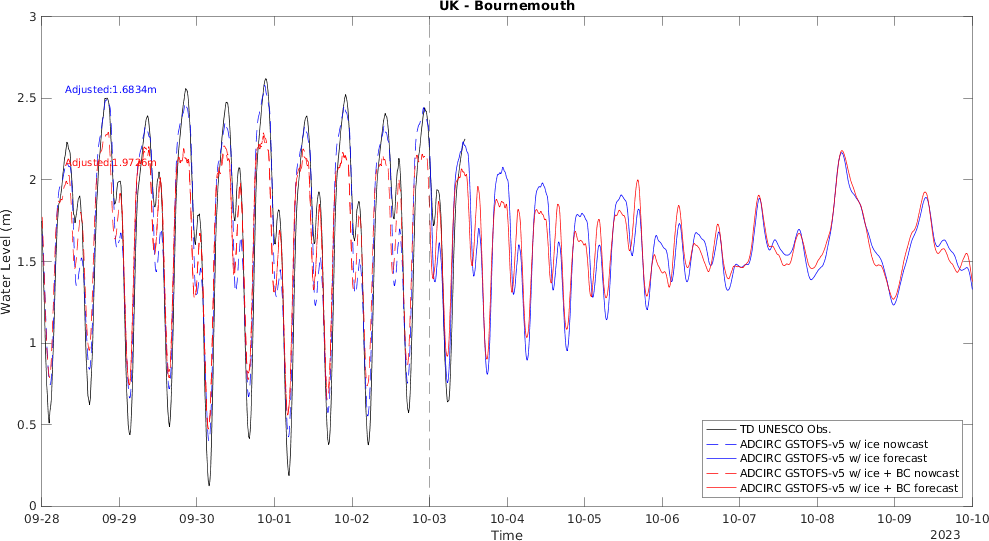 UK - Bournemouth
Water Level (m)
3
2.5
2
1.5
1
0.5
0
Adjusted:1.6834m
Adjusted:1.9726m
TD UNESCO Obs.
ADCIRC GSTOFS-v5 w/ ice nowcast
ADCIRC GSTOFS-v5 w/ ice forecast
ADCIRC GSTOFS-v5 w/ ice + BC nowcast
ADCIRC GSTOFS-v5 w/ ice + BC forecast
09-28 09-29 09-30 10-01 10-02 10-03 10-04 10-05 10-06 10-07 10-08 10-09 10-10
Time
2023